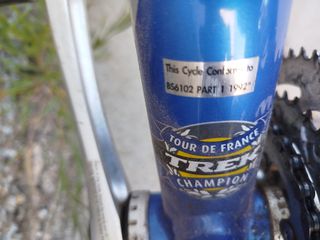 This Cycle Conforms to
BS6102 PART 1 1992"
TOUR DE FRANCE
TREK
CHAMPION